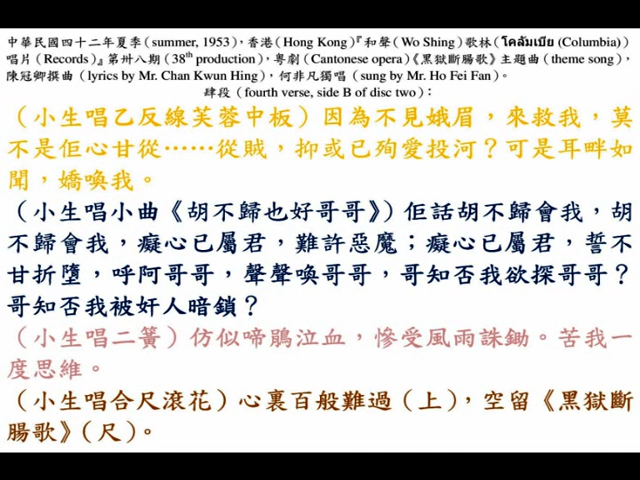 中華民國四十二年夏季（summer, 1953），香港（Hong Kong）『和聲（Wo Shing）歌林（โคลัมเบีย (Columbia)）
唱片（Records）』第卅八期（38th production），粵劇（Cantonese opera）《黑獄斷腸歌》主題曲（theme song），
陳冠卿撰曲（lyrics by Mr. Chan Kwun Hing），何非凡獨唱（sung by Mr. Ho Fei Fan）。
肆段（fourth verse, side B of disc two）：
（小生唱乙反線芙蓉中板）因為不見娥眉，來救我，莫
不是佢心甘從⋯⋯從賊，抑或已殉愛投河？可是耳畔如
聞，嬌喚我。
（小生唱小曲《胡不歸也好哥哥》）佢話胡不歸會我，胡
不歸會我，癡心已屬君，難許惡魔；癡心已屬君，誓不
甘折墮，呼阿哥哥，聲聲喚哥哥，哥知否我欲探哥哥？
哥知否我被奸人暗鎖？
（小生唱二簧）仿似啼鵑泣血，慘受風雨誅鋤。苦我一
度思維。
（小生唱合尺滾花）心裏百般難過（上），空留《黑獄斷
腸歌》（尺）。